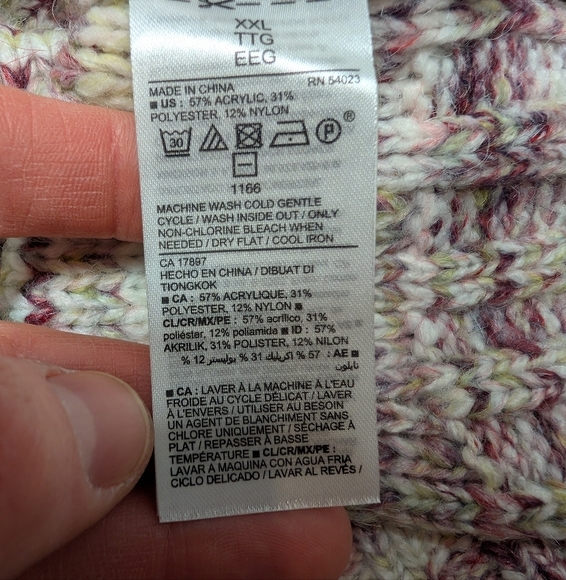 XXL
TTG
EEG
MADE IN CHINA RN 54023
■ US : 57% ACRYLIC, 31%
POLYESTER, 12% NYLON
30 P
1166
MACHINE WASH COLD GENTLE
CYCLE / WASH INSIDE OUT / ONLY
NON-CHLORINE BLEACH WHEN
NEEDED / DRY FLAT / COOL IRON
CA 17897
HECHO EN CHINA / DIBUAT DI
TIONGKOK
■ CA : 57% ACRYLIQUE, 31%
POLYESTER, 12% NYLON ■
CL/CR/MX/PE : 57% acrílico, 31%
poliéster, 12% poliamida ■ ID : 57%
AKRILIK, 31% POLISTER, 12% NILON
■ AE : 57 % اكريليك 31 % بوليستر 12 %
نايلون
■ CA : LAVER À LA MACHINE À L'EAU
FROIDE AU CYCLE DÉLICAT / LAVER
À L'ENVERS / UTILISER AU BESOIN
UN AGENT DE BLANCHIMENT SANS
CHLORE UNIQUEMENT / SÉCHAGE À
PLAT / REPASSER À BASSE
TEMPÉRATURE ■ CL/CR/MX/PE :
LAVAR A MAQUINA CON AGUA FRIA
CICLO DELICADO / LAVAR AL REVÉS /